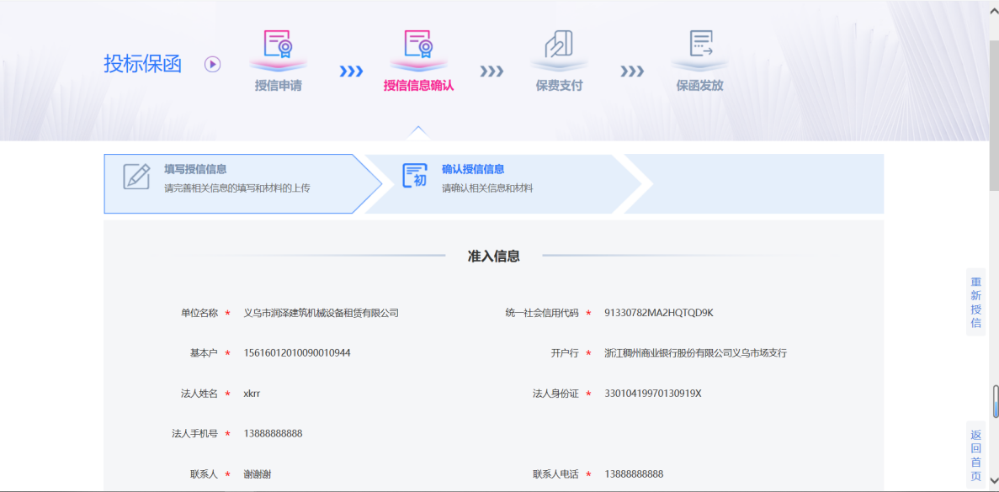 投标保函
授信申请
授信信息确认
保费支付
保函发放
填写授信信息
请完善相关信息的填写和材料的上传
初
确认授信信息
请确认相关信息和材料
准入信息
单位名称 * 义乌市润泽建筑机械设备租赁有限公司 统一社会信用代码 * 91330782MA2HQTQD9K
基本户 * 15616012010090010944 开户行 * 浙江稠州商业银行股份有限公司义乌市场支行
法人姓名 * xkrr 法人身份证 * 33010419970130919X
法人手机号 * 13888888888
联系人 * 谢谢谢 联系人电话 * 13888888888
重新授信
返回首页